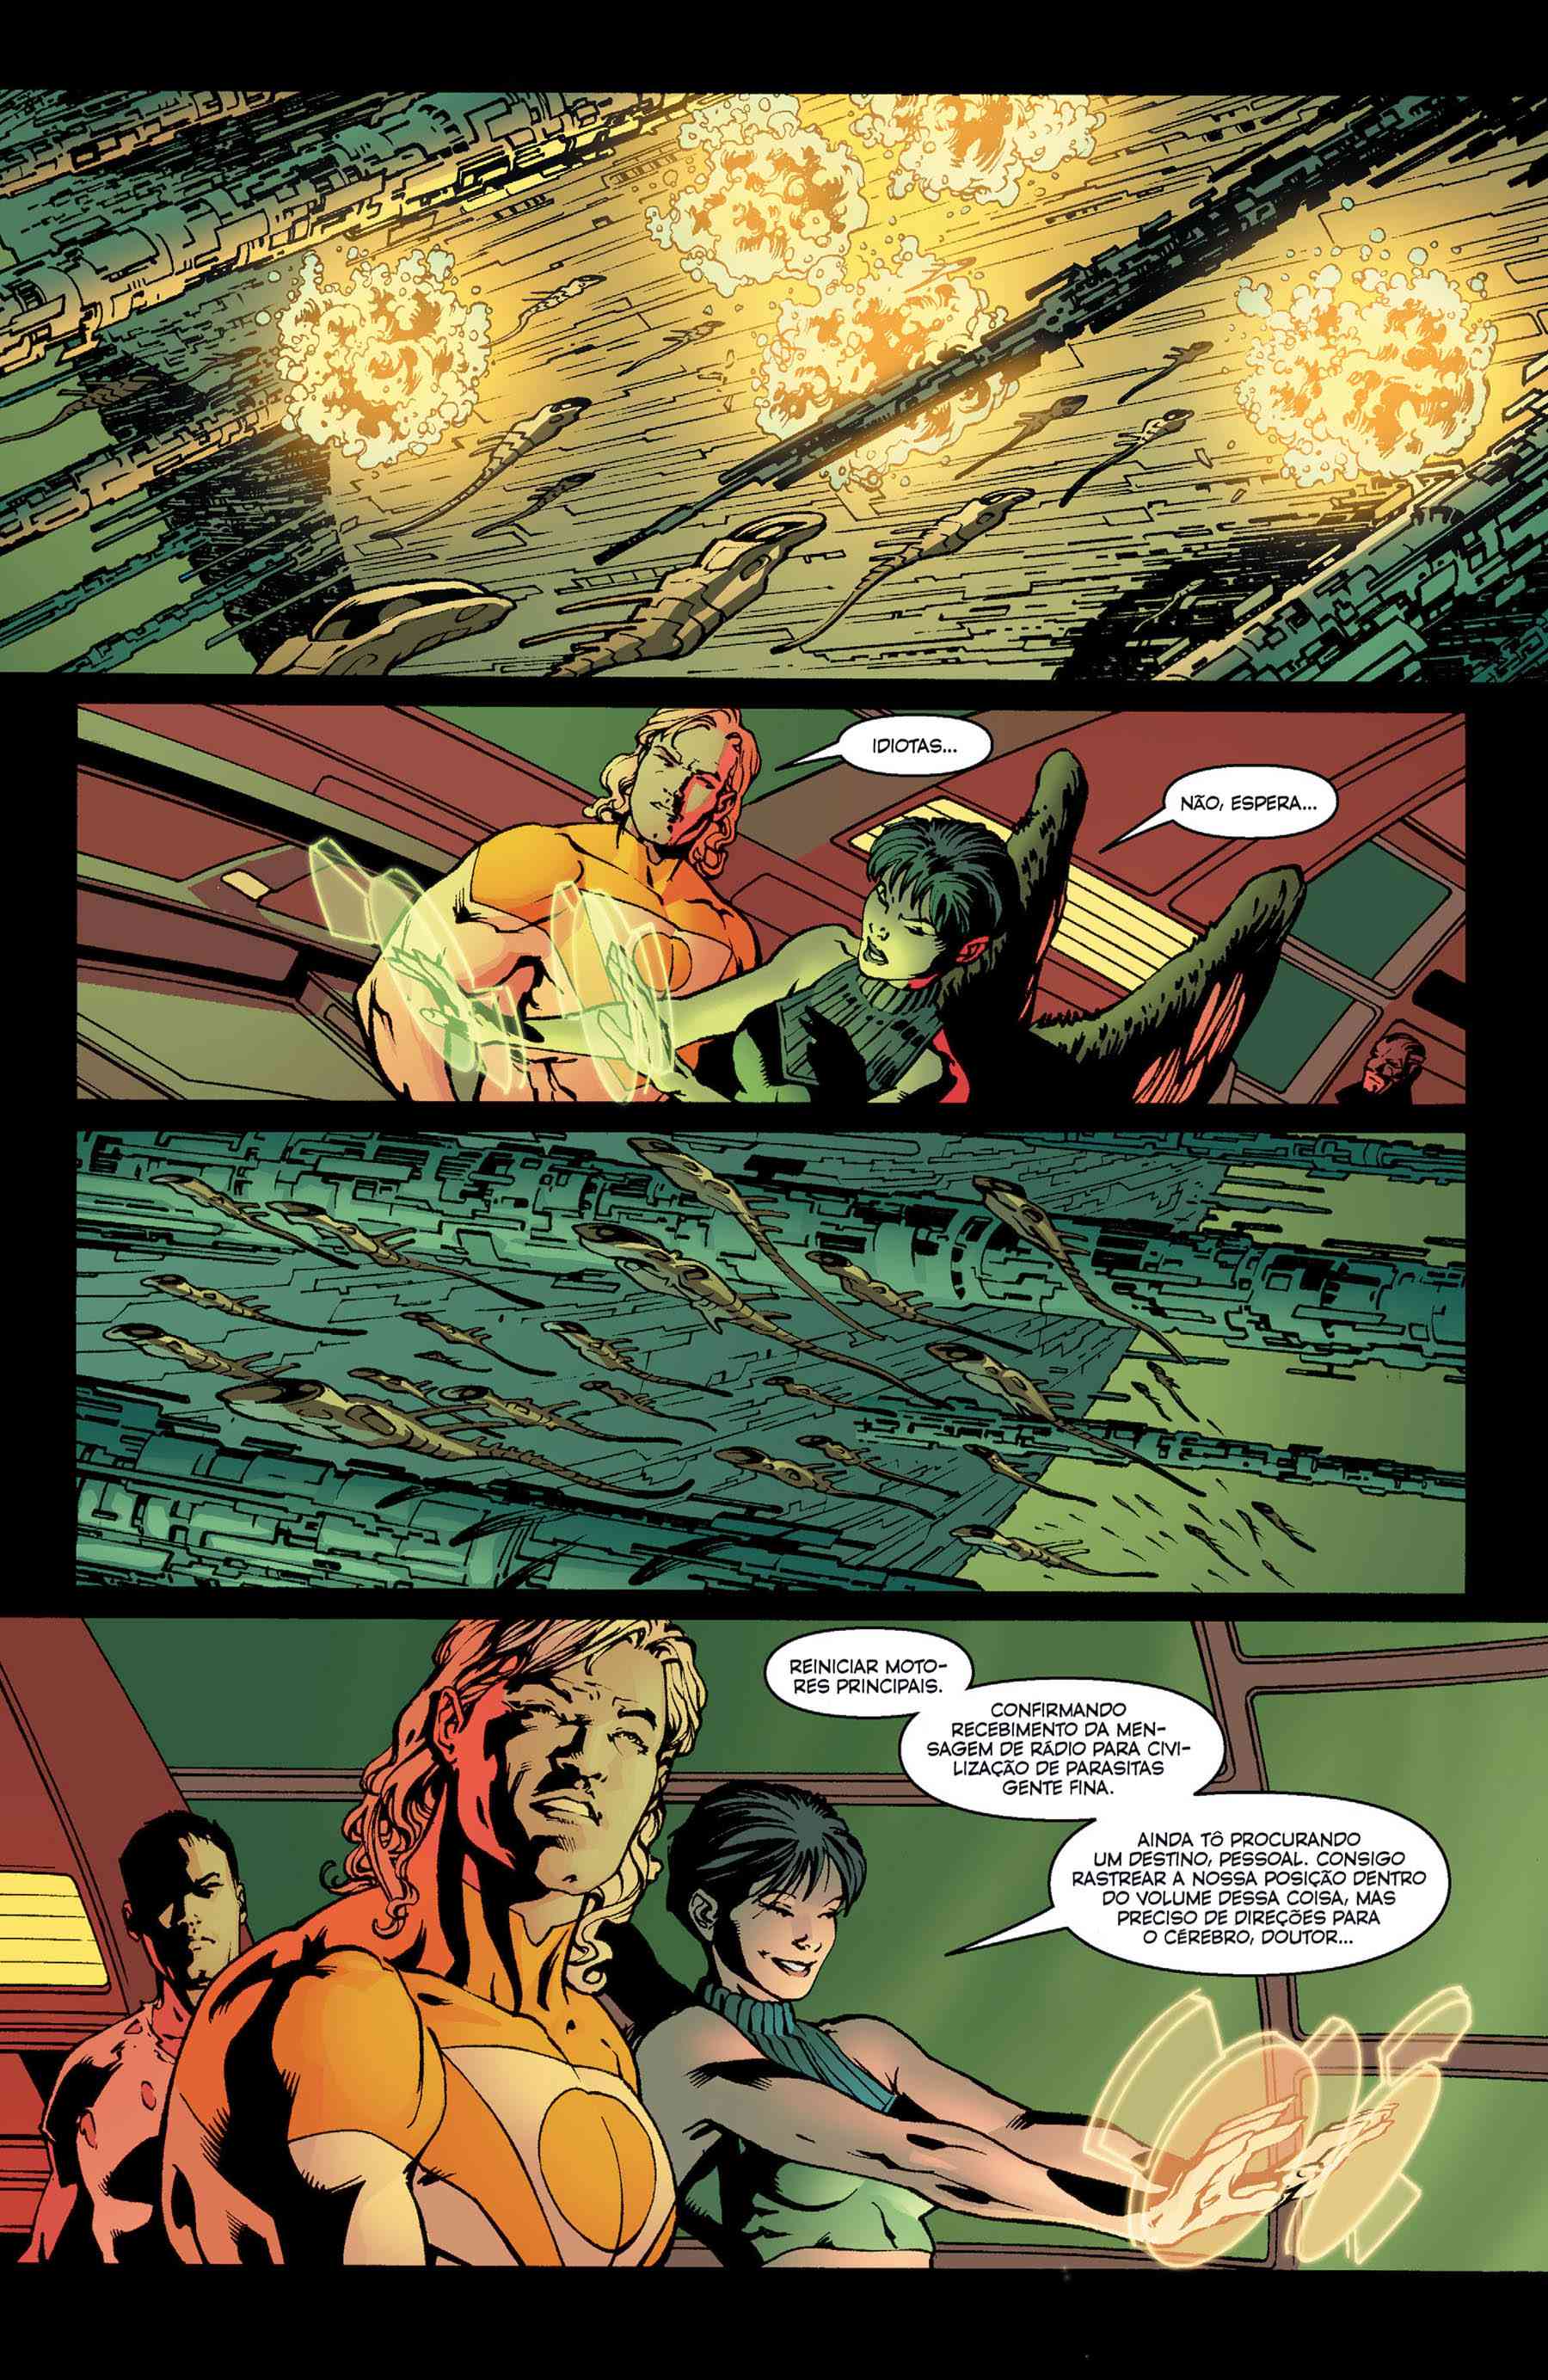 IDIOTAS...
NÃO, ESPERA...
REINICIAR MOTO-
RES PRINCIPAIS.
CONFIRMANDO
RECEBIMENTO DA MEN-
SAGEM DE RÁDIO PARA CIVI-
LIZAÇÃO DE PARASITAS
GENTE FINA.
AINDA TÔ PROCURANDO
UM DESTINO, PESSOAL. CONSIGO
RASTREAR A NOSSA POSIÇÃO DENTRO
DO VOLUME DESSA COISA, MAS
PRECISO DE DIREÇÕES PARA
O CÉREBRO, DOUTOR...